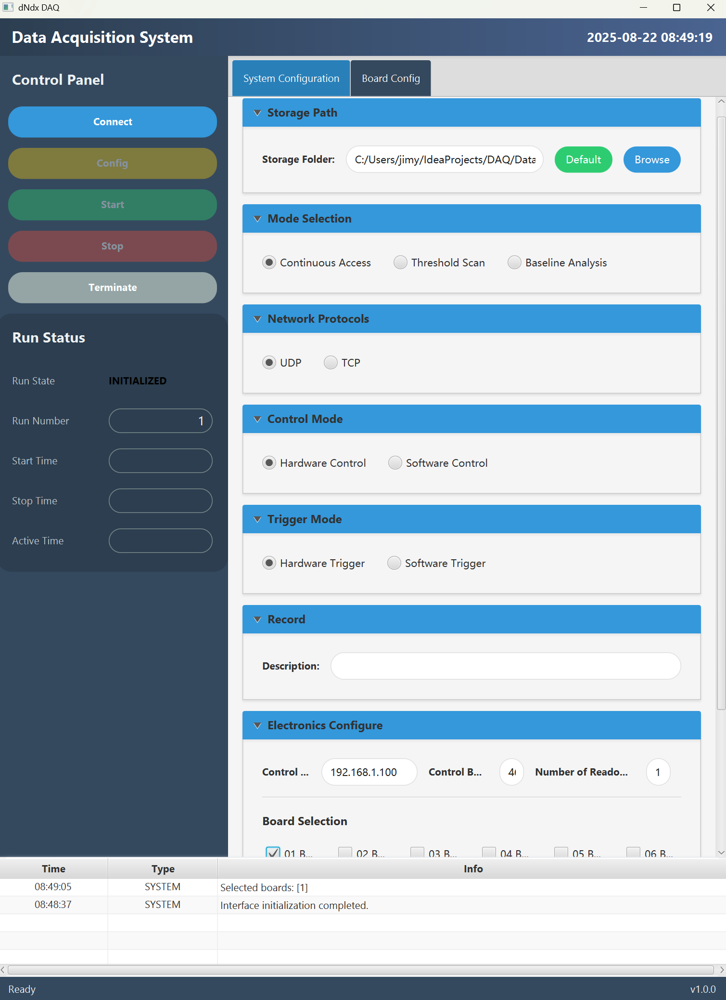 dNdx DAQ
Data Acquisition System
2025-08-22 08:49:19
Control Panel
Connect
Config
Start
Stop
Terminate
Run Status
Run State INITIALIZED
Run Number 1
Start Time
Stop Time
Active Time
System Configuration
Board Config
Storage Path
Storage Folder: C:/Users/jimy/IdeaProjects/DAQ/Data Default Browse
Mode Selection
Continuous Access Threshold Scan Baseline Analysis
Network Protocols
UDP TCP
Control Mode
Hardware Control Software Control
Trigger Mode
Hardware Trigger Software Trigger
Record
Description:
Electronics Configure
Control ... 192.168.1.100 Control B... Number of Reado... 1
Board Selection
01 B... 02 B... 03 B... 04 B... 05 B... 06 B...
Time Type Info
08:49:05 SYSTEM Selected boards: [1]
08:48:37 SYSTEM Interface initialization completed.
Ready
v1.0.0